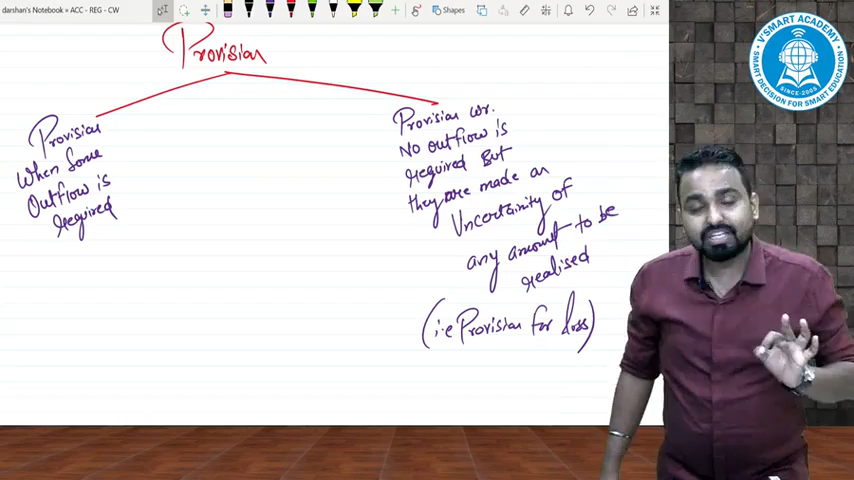 darshan's Notebook » ACC - REG - CW
Shapes
Provision
Provision
When Some
Outflow is
required
Provision wr.
No outflow is
required But
they are made on
Uncertainity of
any amount to be
realised
(i.e Provision for loss)
V'SMART ACADEMY
SINCE-2009
SMART DECISION FOR SMART EDUCATION